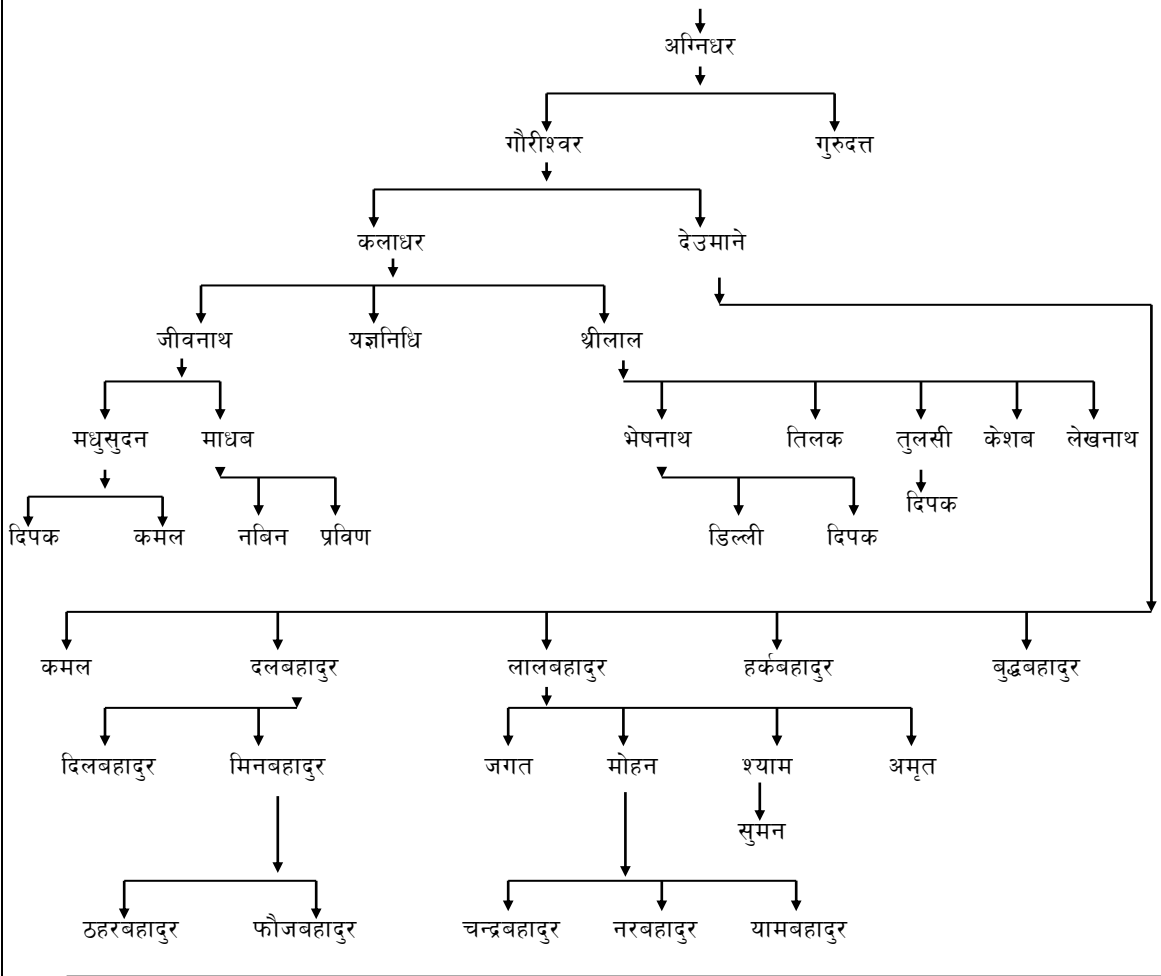 अग्निधर
गौरीश्वर गुरुदत्त
कलाधर देउमाने
जीवनाथ यज्ञनिधि थ्रीलाल
मधुसुदन माधब भेषनाथ तिलक तुलसी केशब लेखनाथ
दिपक
दिपक कमल नबिन प्रविण डिल्ली दिपक
कमल दलबहादुर लालबहादुर हर्कबहादुर बुद्धबहादुर
दिलबहादुर मिनबहादुर जगत मोहन श्याम अमृत
सुमन
ठहरबहादुर फौजबहादुर चन्द्रबहादुर नरबहादुर यामबहादुर